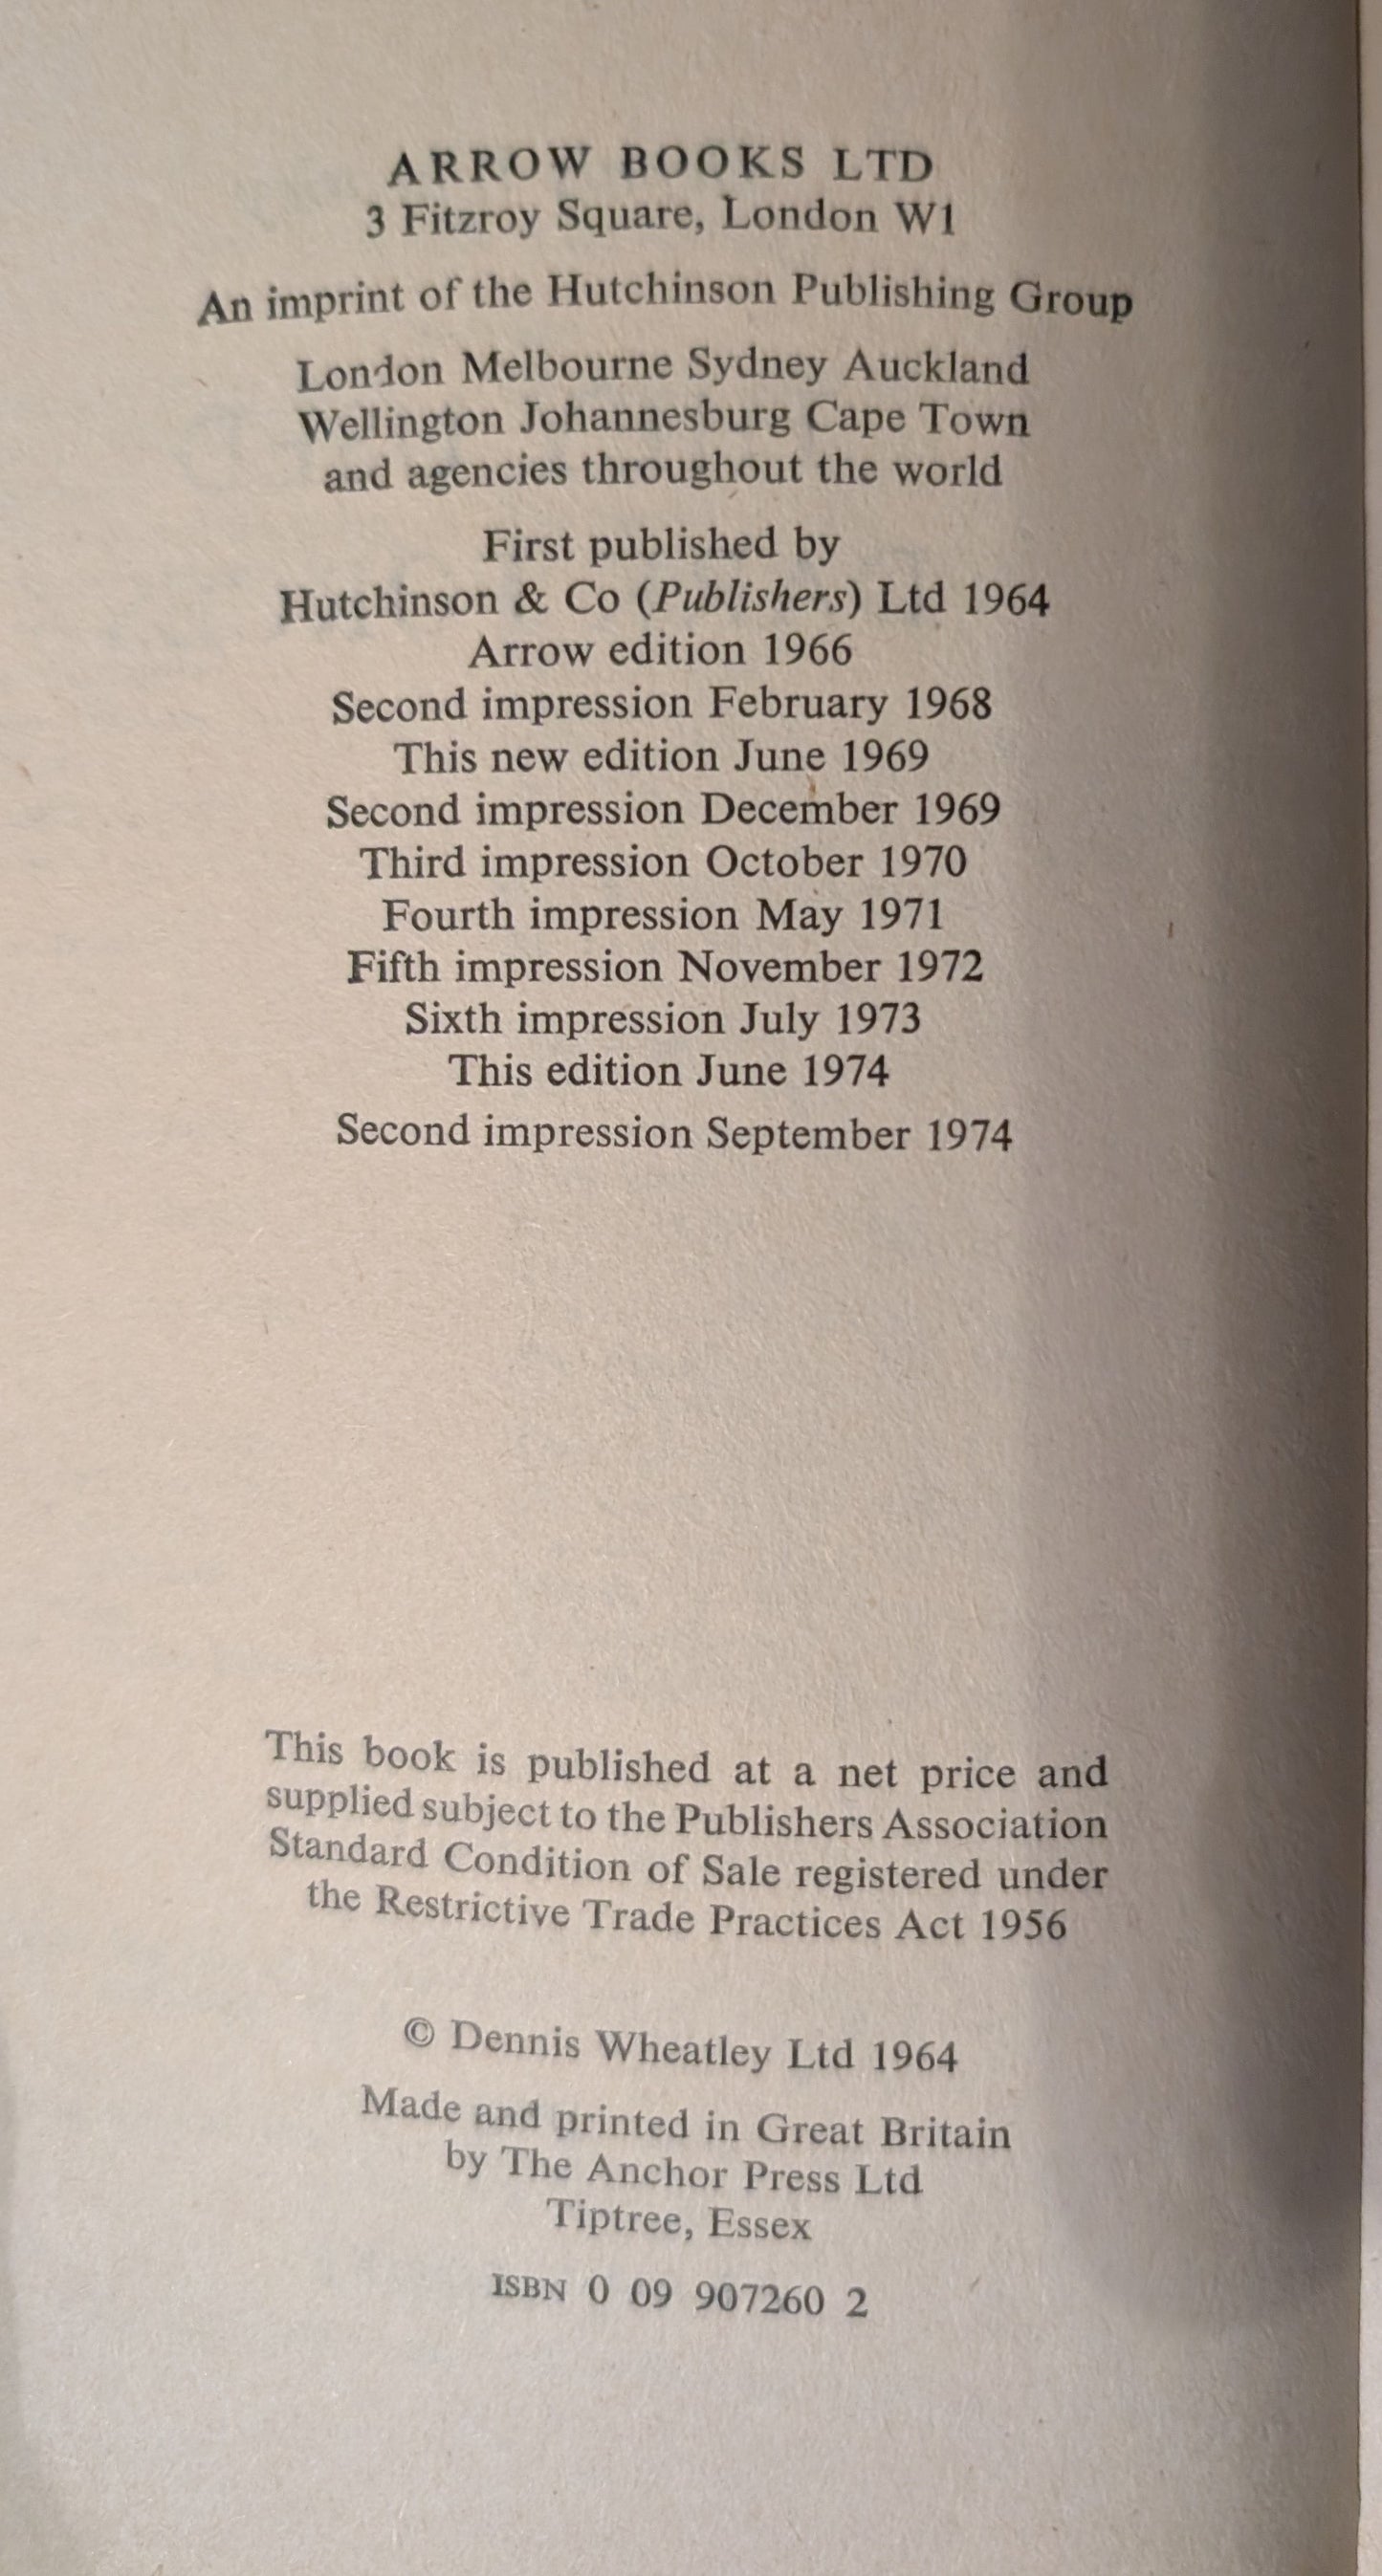 ARROW BOOKS LTD
3 Fitzroy Square, London W1
An imprint of the Hutchinson Publishing Group
London Melbourne Sydney Auckland
Wellington Johannesburg Cape Town
and agencies throughout the world
First published by
Hutchinson & Co (Publishers) Ltd 1964
Arrow edition 1966
Second impression February 1968
This new edition June 1969
Second impression December 1969
Third impression October 1970
Fourth impression May 1971
Fifth impression November 1972
Sixth impression July 1973
This edition June 1974
Second impression September 1974
This book is published at a net price and
supplied subject to the Publishers Association
Standard Condition of Sale registered under
the Restrictive Trade Practices Act 1956
© Dennis Wheatley Ltd 1964
Made and printed in Great Britain
by The Anchor Press Ltd
Tiptree, Essex
ISBN 0 09 907260 2